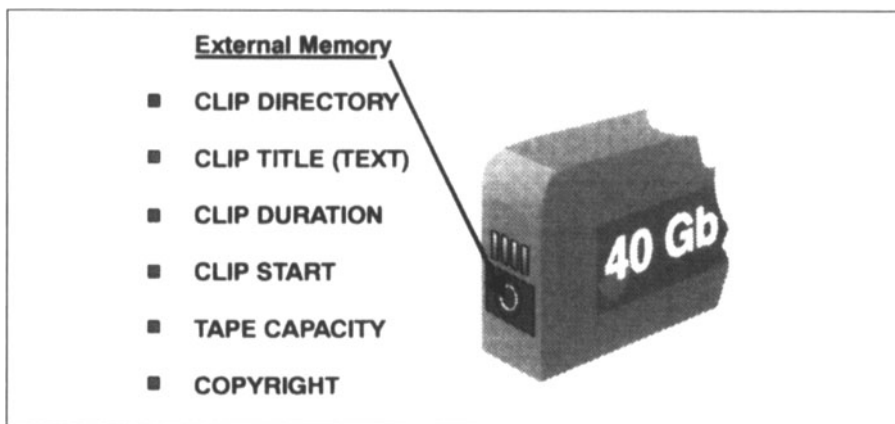 External Memory
CLIP DIRECTORY
CLIP TITLE (TEXT)
CLIP DURATION
CLIP START
TAPE CAPACITY
COPYRIGHT
40 Gb